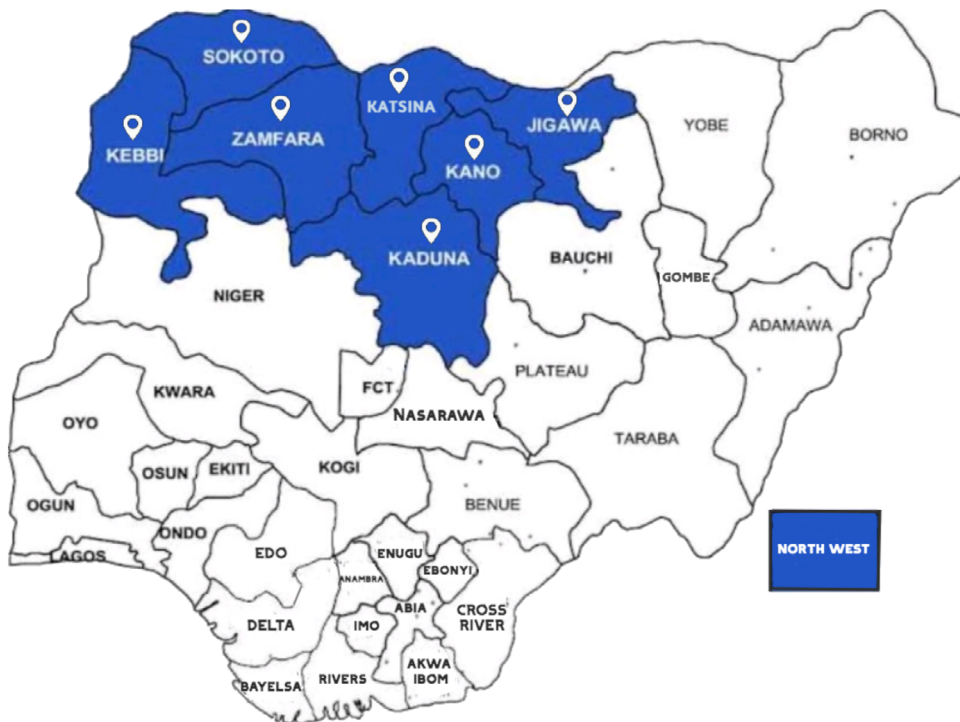 SOKOTO
KATSINA
JIGAWA
YOBE
BORNO
KEBBI
ZAMFARA
KANO
KADUNA
BAUCHI
GOMBE
NIGER
ADAMAWA
PLATEAU
FCT
KWARA
NASARAWA
OYO
TARABA
OSUN
EKITI
KOGI
OGUN
BENUE
ONDO
LAGOS
EDO
ENUGU
EBONYI
ANAMBRA
ABIA
CROSS
RIVER
DELTA
IMO
AKWA
IBOM
BAYELSA
RIVERS
NORTH WEST